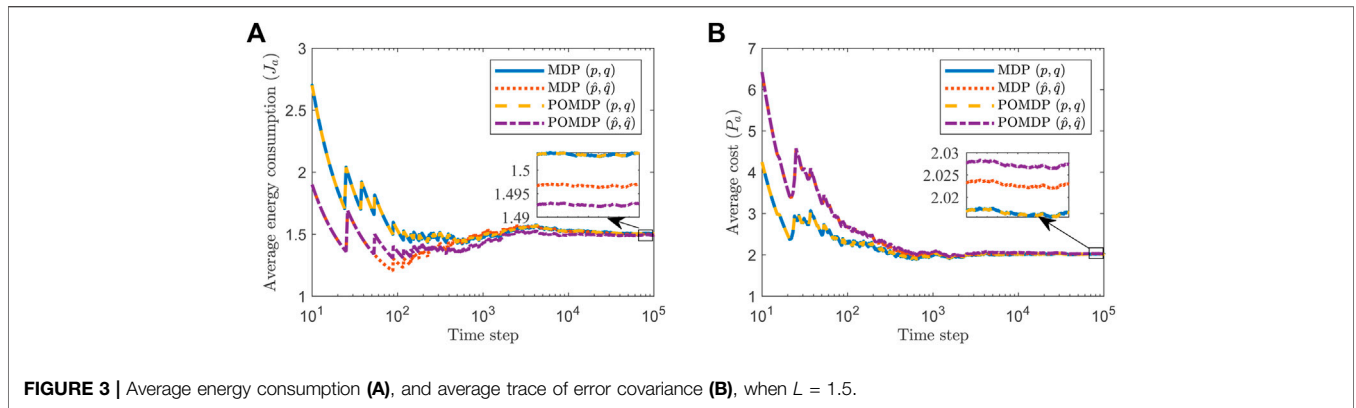 A
Average energy consumption (J_a)
3
2.5
2
1.5
1
MDP (p, q)
MDP (p̂, q̂)
POMDP (p, q)
POMDP (p̂, q̂)
1.5
1.495
1.49
10^1
10^2
10^3
10^4
10^5
Time step
B
Average cost (P_a)
7
6
5
4
3
2
1
MDP (p, q)
MDP (p̂, q̂)
POMDP (p, q)
POMDP (p̂, q̂)
2.03
2.025
2.02
10^1
10^2
10^3
10^4
10^5
Time step
FIGURE 3 | Average energy consumption (A), and average trace of error covariance (B), when L = 1.5.